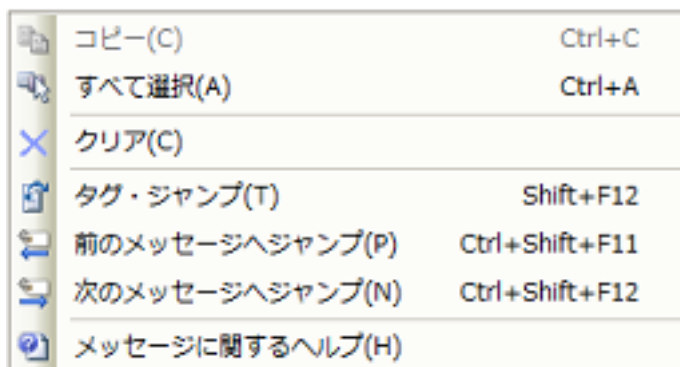 コピー(C) Ctrl+C
すべて選択(A) Ctrl+A
クリア(C)
タグ・ジャンプ(T) Shift+F12
前のメッセージへジャンプ(P) Ctrl+Shift+F11
次のメッセージへジャンプ(N) Ctrl+Shift+F12
メッセージに関するヘルプ(H)